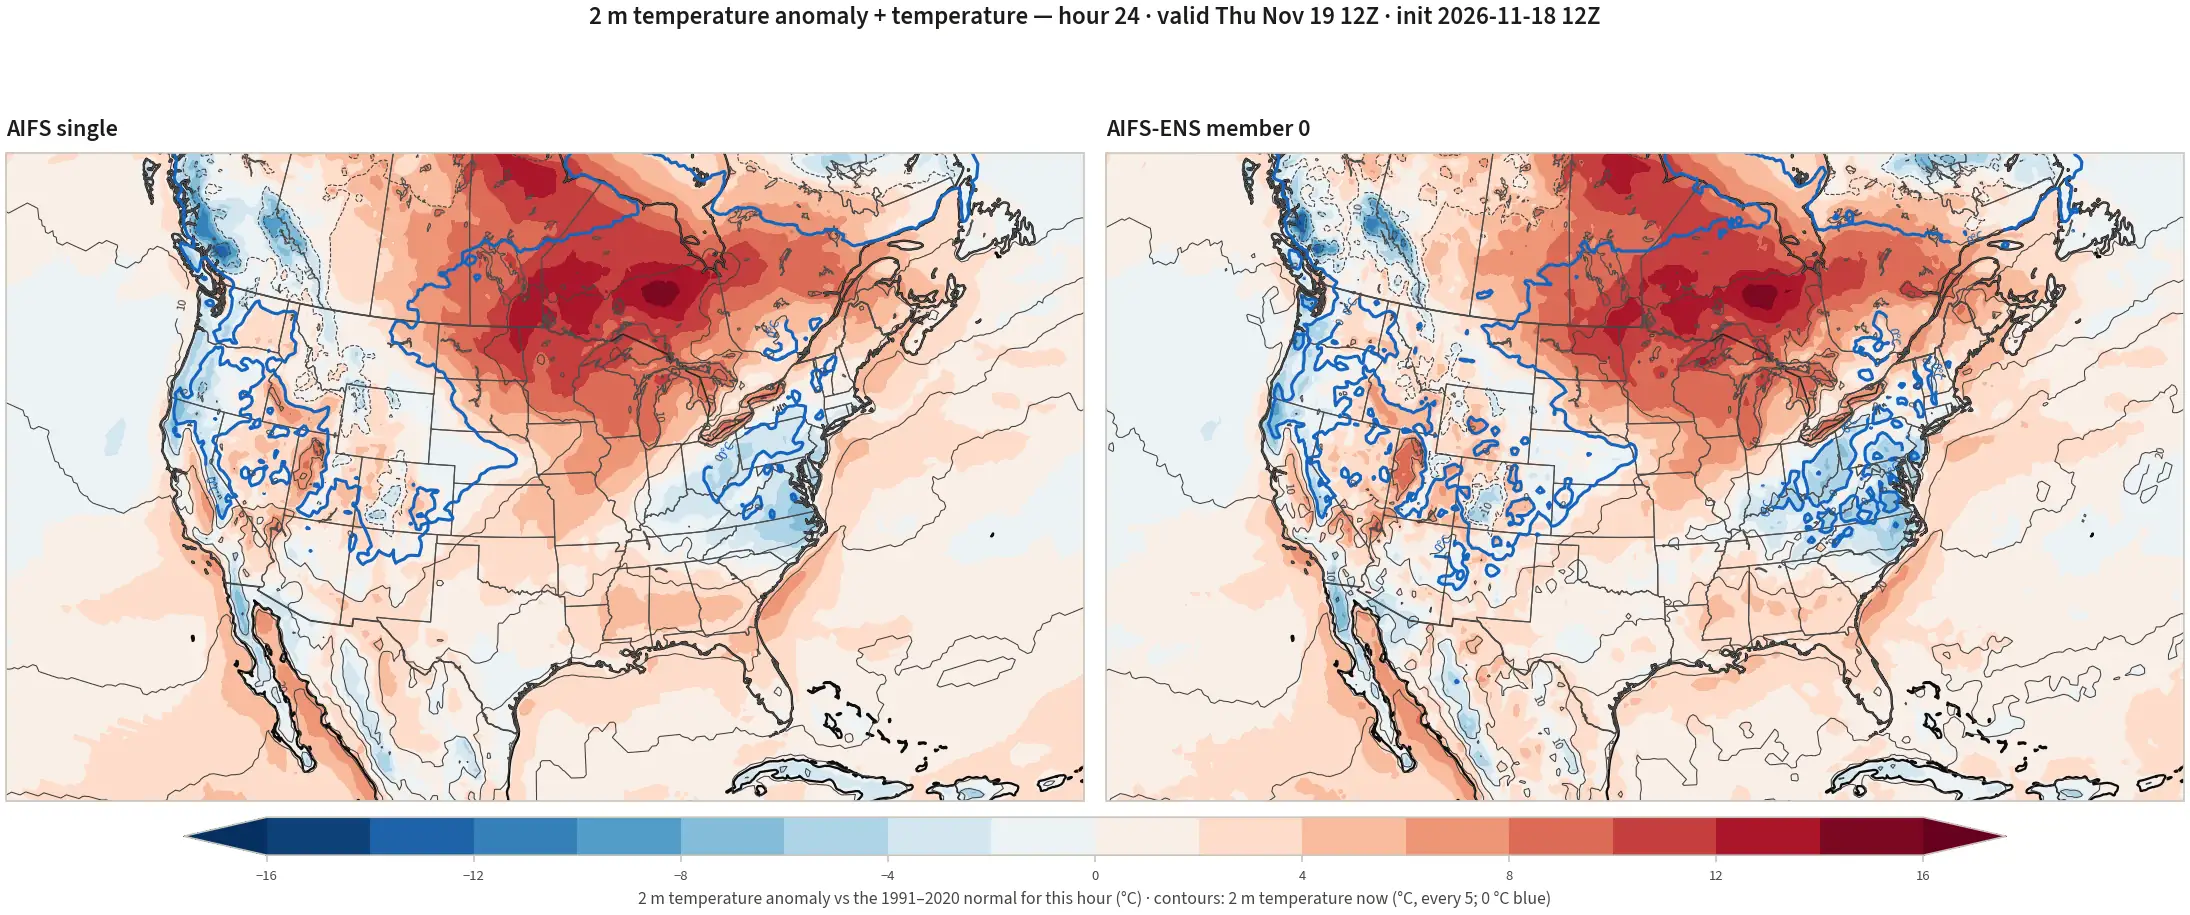 2 m temperature anomaly + temperature — hour 24 · valid Thu Nov 19 12Z · init 2026-11-18 12Z
AIFS single
AIFS-ENS member 0
−16 −12 −8 −4 0 4 8 12 16
2 m temperature anomaly vs the 1991–2020 normal for this hour (°C) · contours: 2 m temperature now (°C, every 5; 0 °C blue)